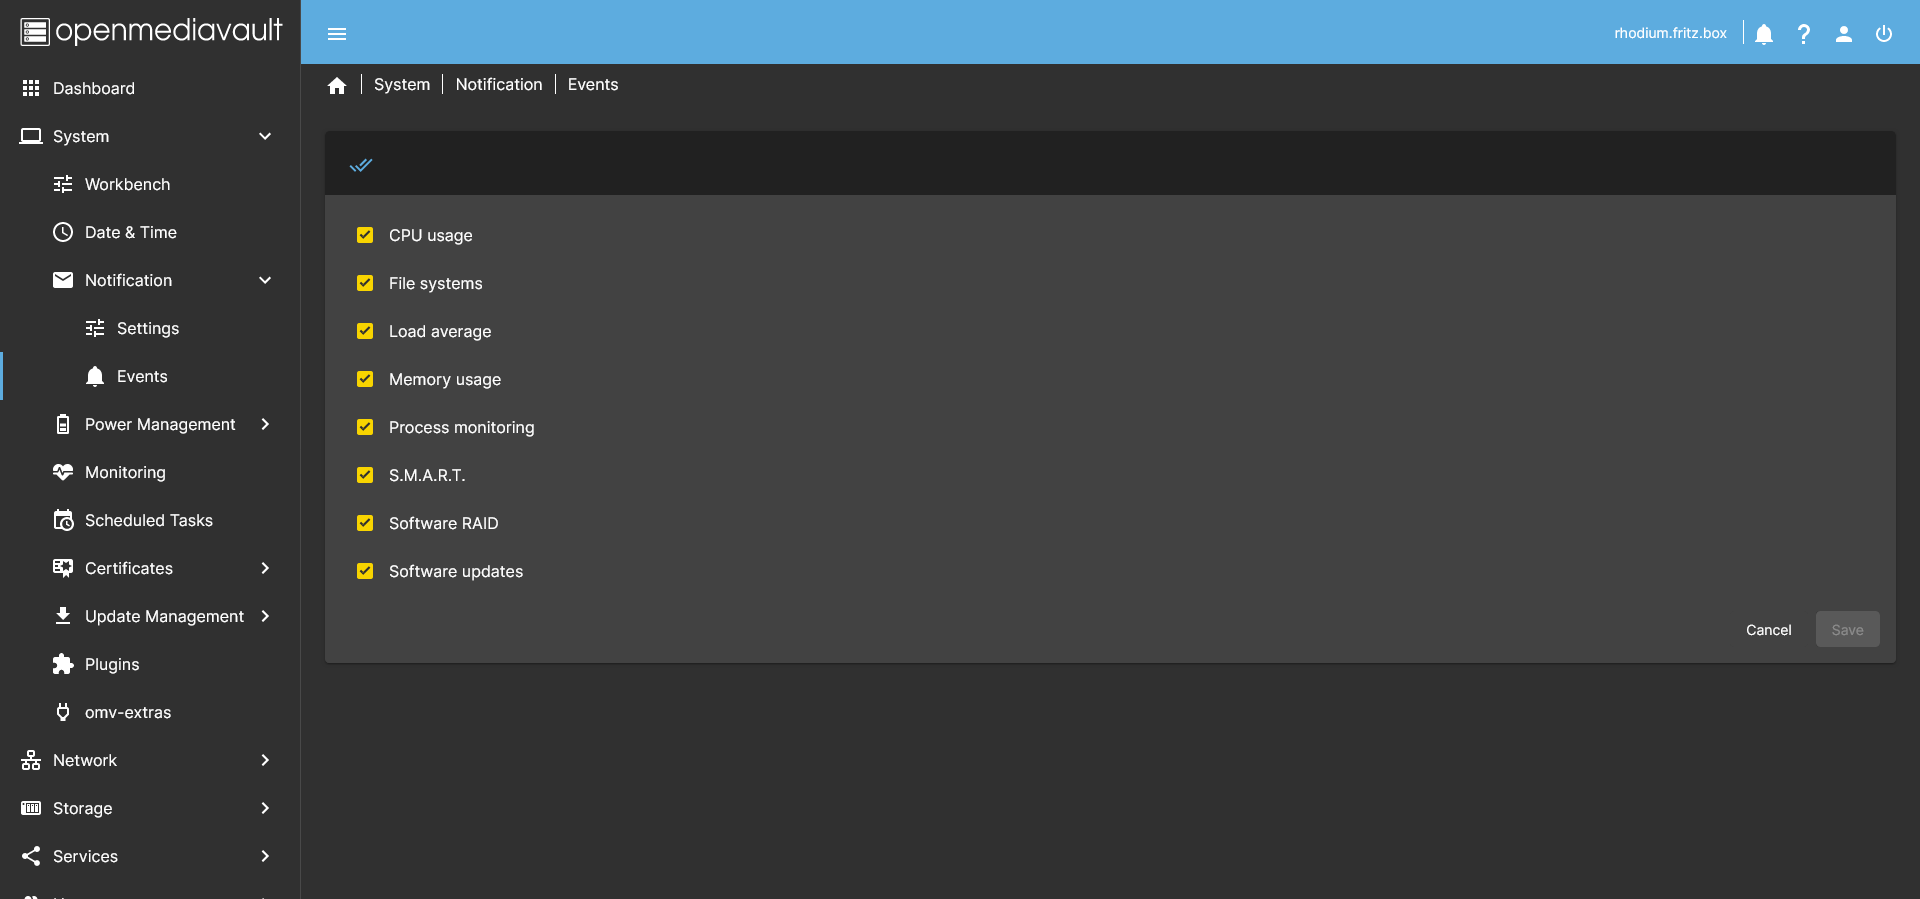 openmediavault
rhodium.fritz.box
System
Notification
Events
Dashboard
System
Workbench
Date & Time
Notification
Settings
Events
Power Management
Monitoring
Scheduled Tasks
Certificates
Update Management
Plugins
omv-extras
Network
Storage
Services
CPU usage
File systems
Load average
Memory usage
Process monitoring
S.M.A.R.T.
Software RAID
Software updates
Cancel
Save